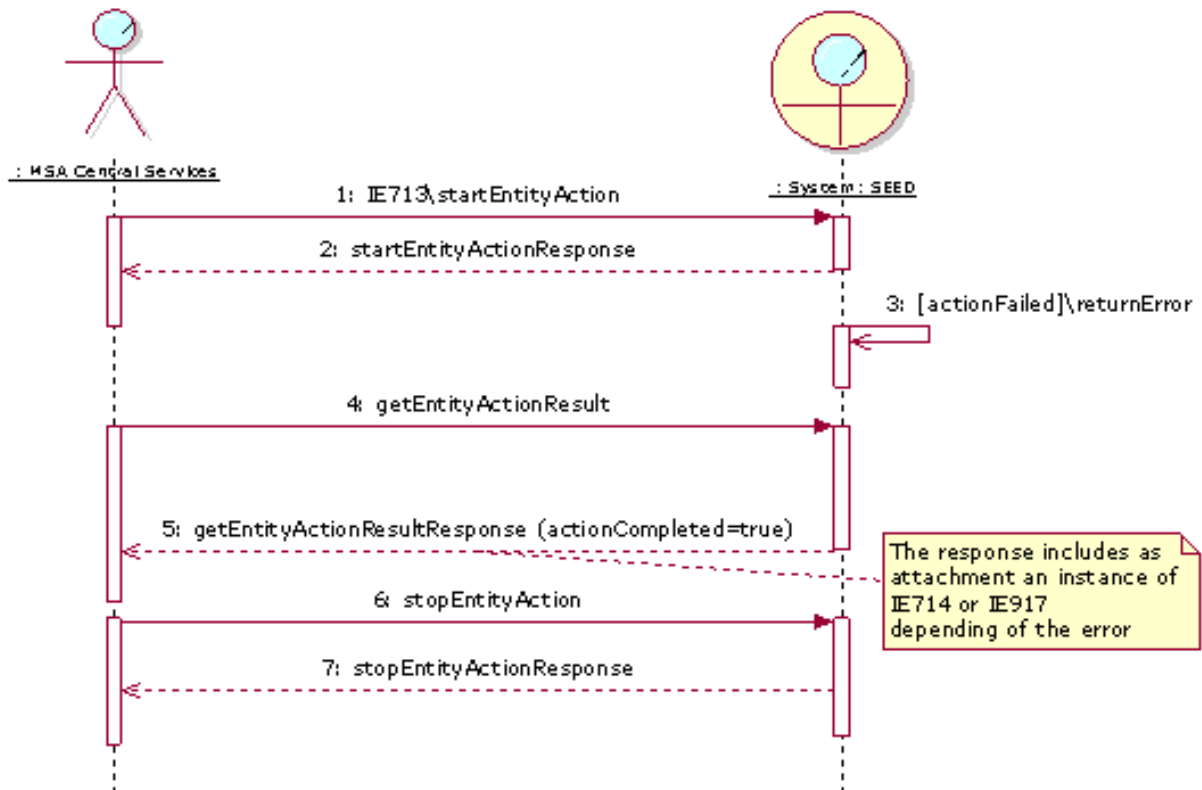 : MSA Central Services
: System : SEED
1: IE713\startEntityAction
2: startEntityActionResponse
3: [actionFailed]\returnError
4: getEntityActionResult
5: getEntityActionResultResponse (actionCompleted=true)
The response includes as
attachment an instance of
IE714 or IE917
depending of the error
6: stopEntityAction
7: stopEntityActionResponse